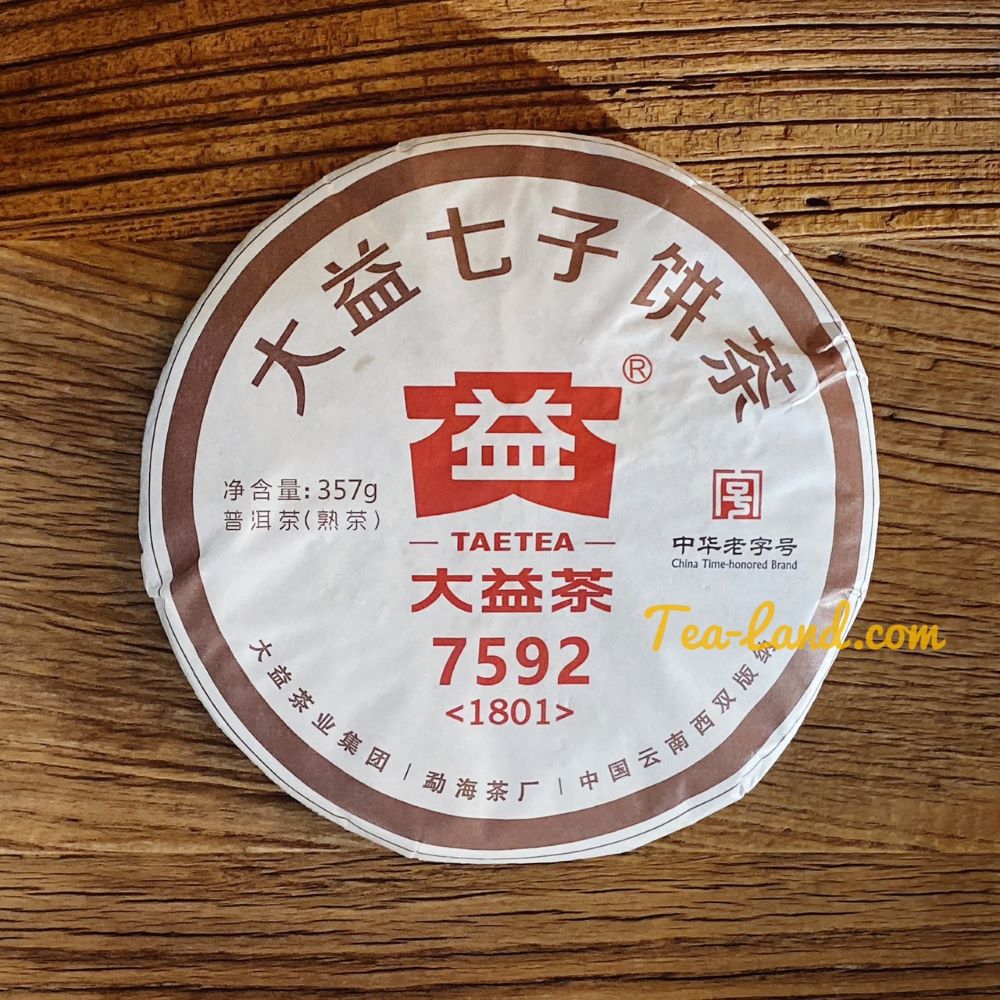 大益七子饼茶
益
®
净含量:357g
普洱茶(熟茶)
— TAETEA —
大益茶
7592
<1801>
号
中华老字号
China Time-honored Brand
Tea-Land.com
大益茶业集团 | 勐海茶厂 | 中国云南西双版纳